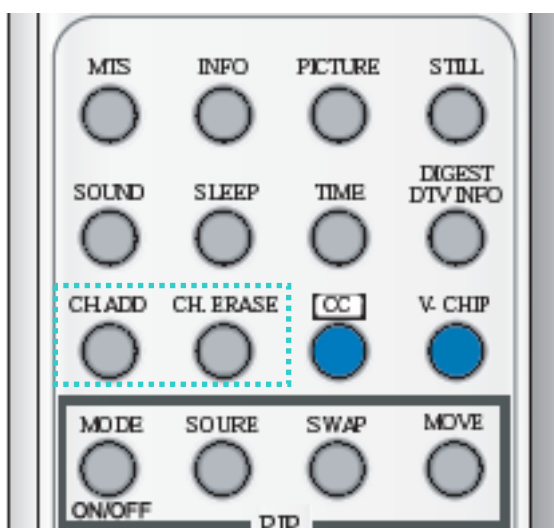 MTS INFO PICTURE STILL
SOUND SLEEP TIME DIGEST
DTV INFO
CH.ADD CH. ERASE CC V- CHIP
MODE SOURE SWAP MOVE
ON/OFF
PIP